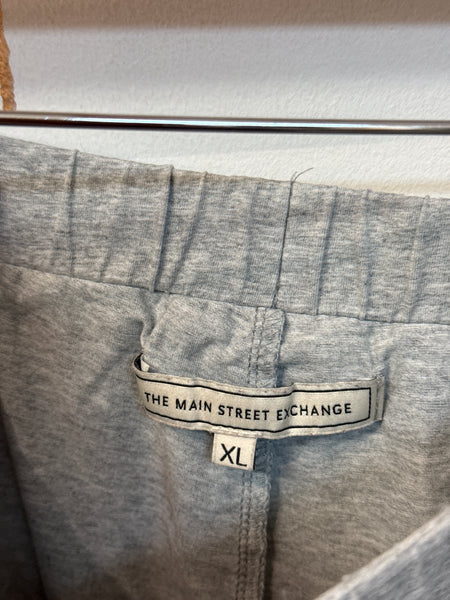 THE MAIN STREET EXCHANGE
XL